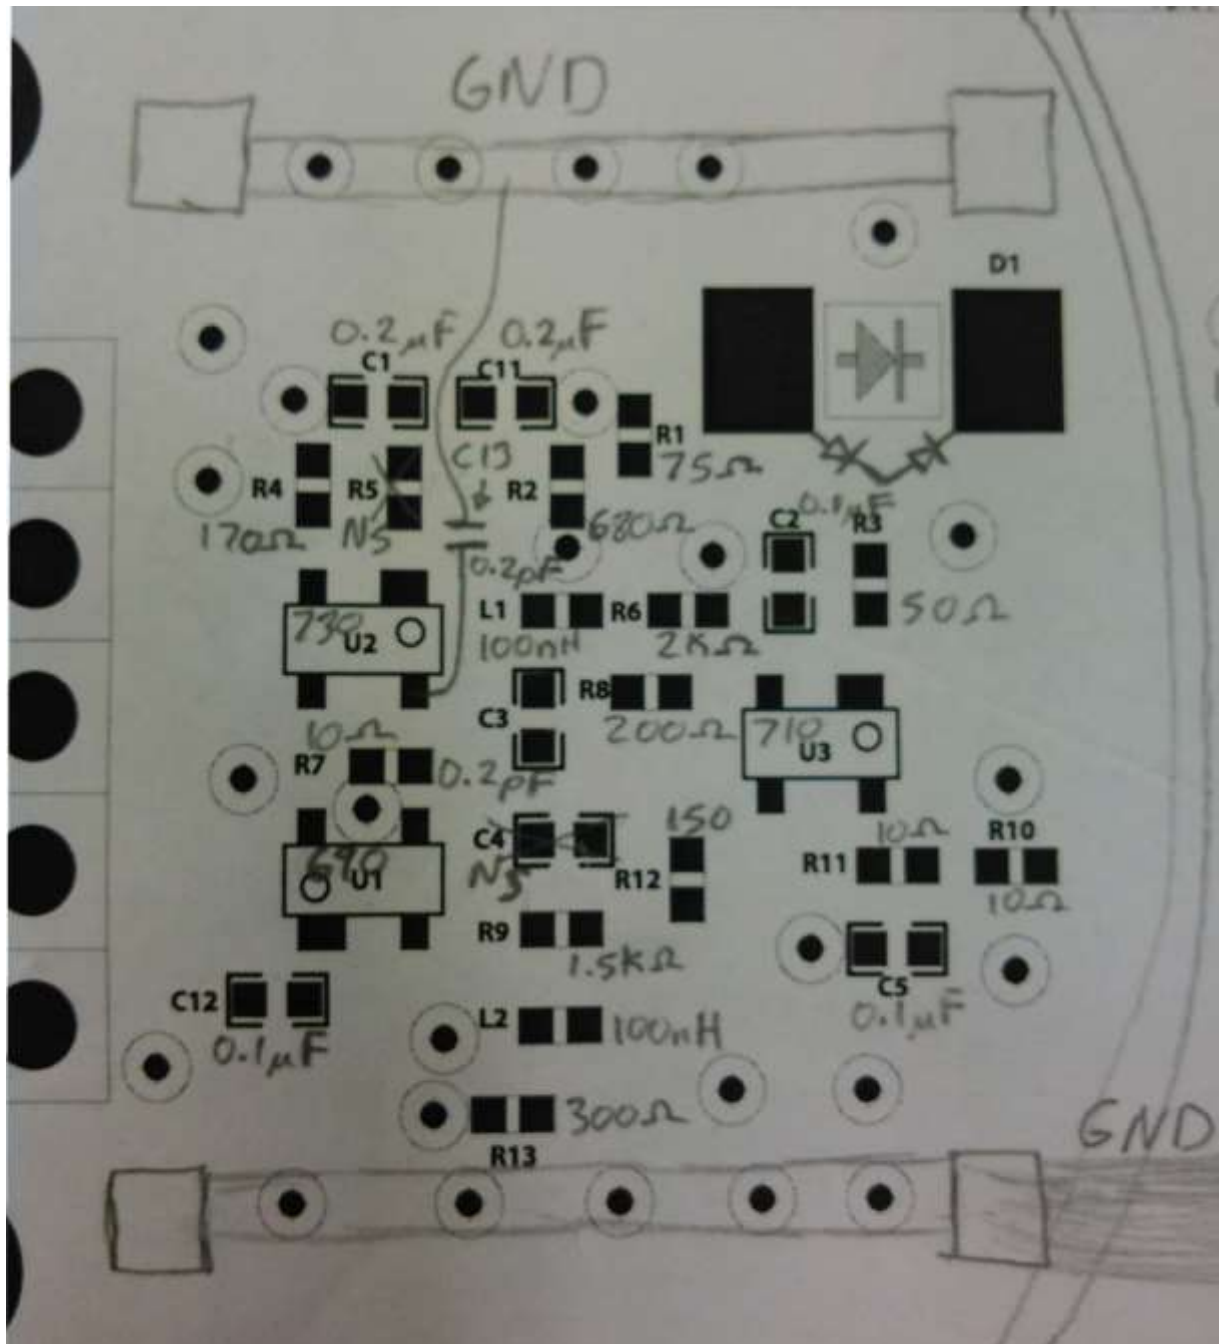 GND
D1
0.2µF 0.2µF
C1 C11
R1
75Ω
C13
R4 R5 R2
170Ω NS 680Ω
0.1µF
C2 R3
0.2pF
730 L1 R6 50Ω
U2 100nH 2KΩ
R8
C3
10Ω 200Ω 710
U3
R7 0.2pF
150
10Ω R10
C4 R11
690 NS R12
U1 10Ω
R9
1.5KΩ
C5
C12 0.1µF
L2 100nH
0.1µF
300Ω GND
R13